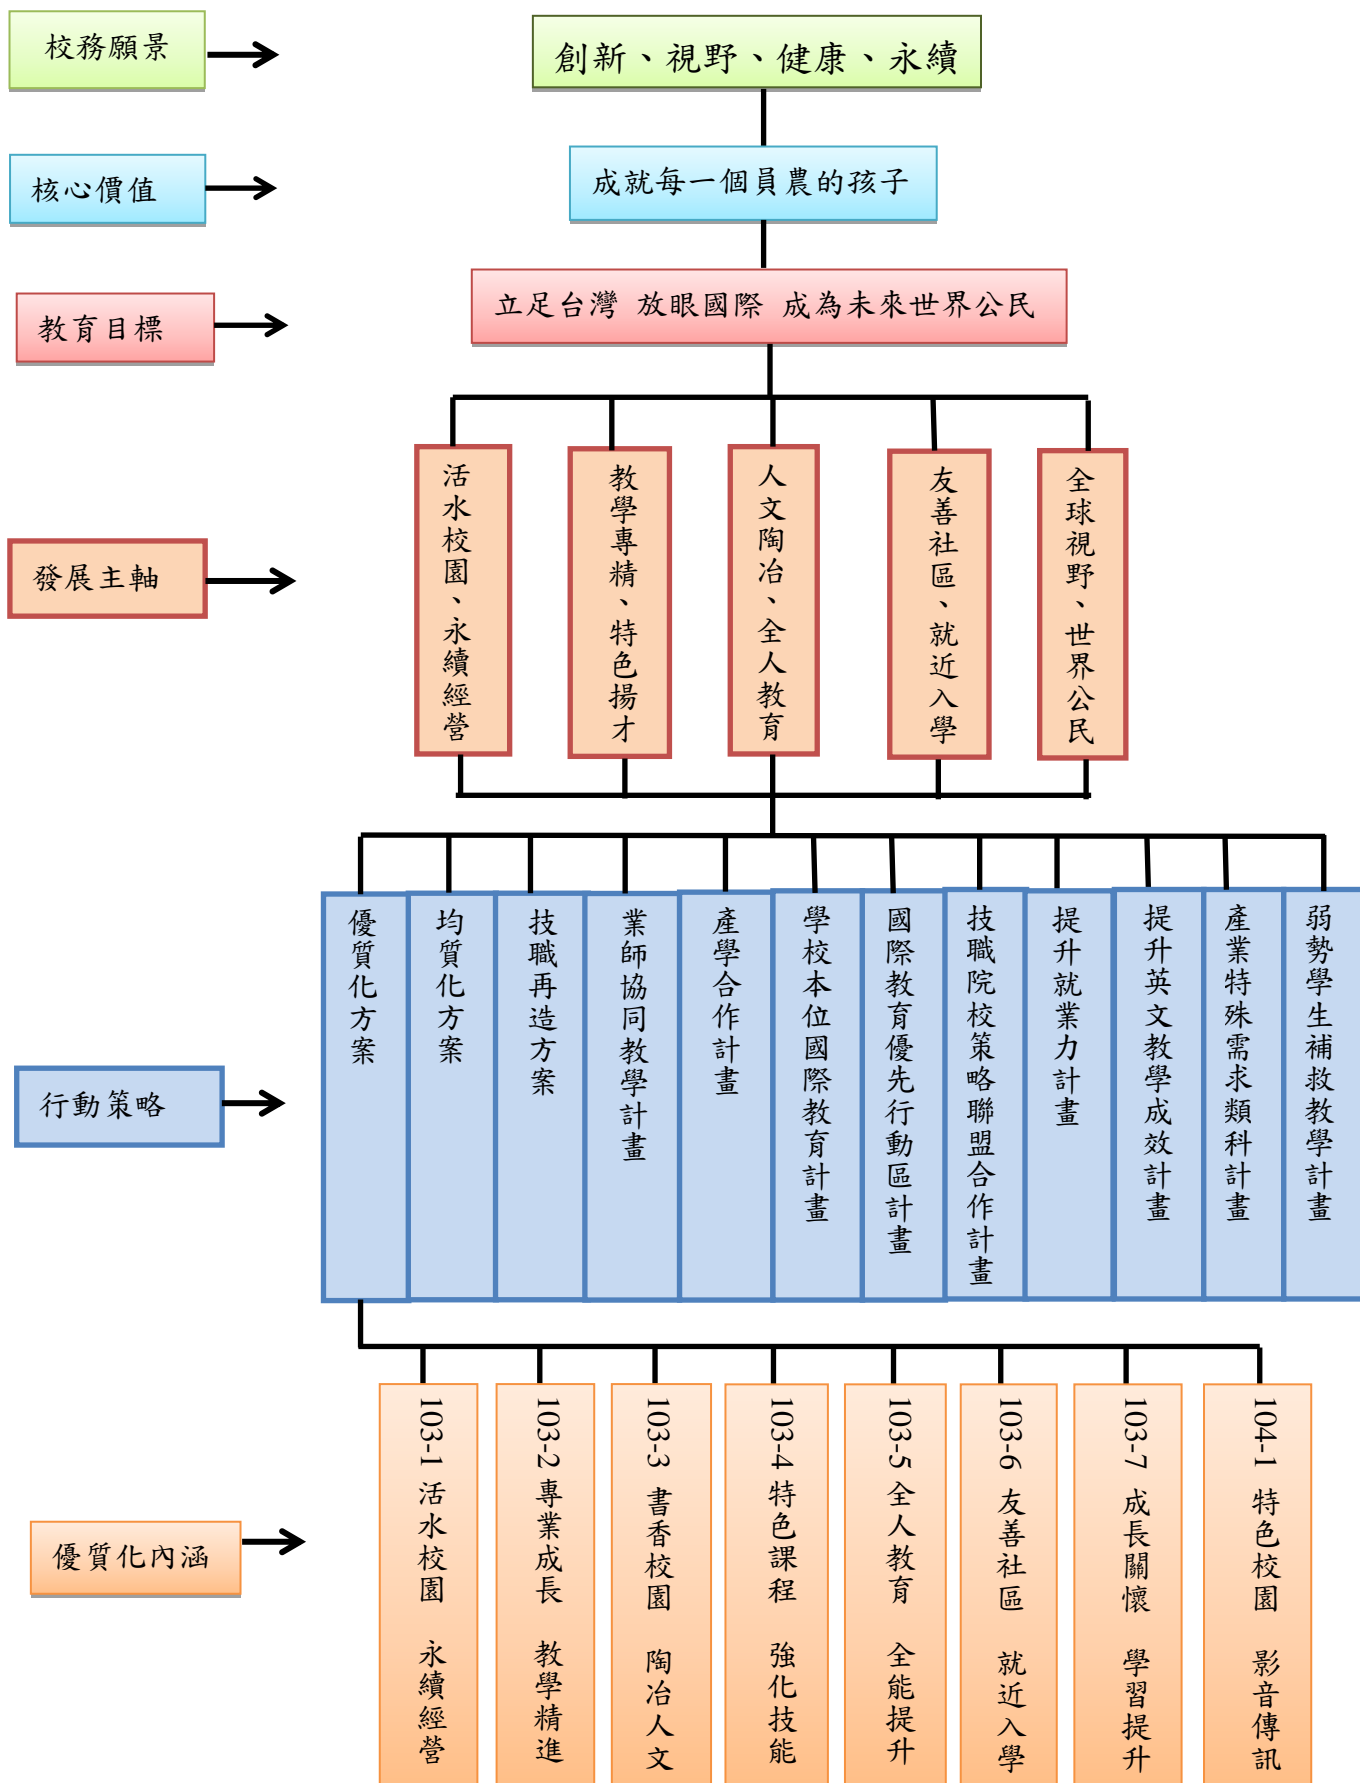 校務願景
創新、視野、健康、永續
核心價值
成就每一個員農的孩子
教育目標
立足台灣 放眼國際 成為未來世界公民
發展主軸
活水校園、永續經營
教學專精、特色揚才
人文陶冶、全人教育
友善社區、就近入學
全球視野、世界公民
行動策略
優質化方案
均質化方案
技職再造方案
業師協同教學計畫
產學合作計畫
學校本位國際教育計畫
國際教育優先行動區計畫
技職院校策略聯盟合作計畫
提升就業力計畫
提升英文教學成效計畫
產業特殊需求類科計畫
弱勢學生補救教學計畫
優質化內涵
103-1 活水校園 永續經營
103-2 專業成長 教學精進
103-3 書香校園 陶冶人文
103-4 特色課程 強化技能
103-5 全人教育 全能提升
103-6 友善社區 就近入學
103-7 成長關懷 學習提升
104-1 特色校園 影音傳訊